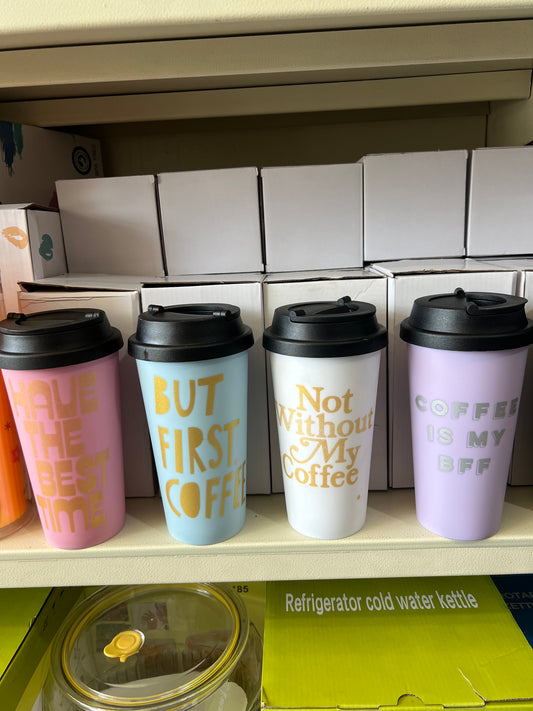 HAVE
THE
BEST
TIME
BUT
FIRST,
COFFEE
Not
Without
My
Coffee
COFFEE
IS MY
BFF
185
Refrigerator cold water kettle